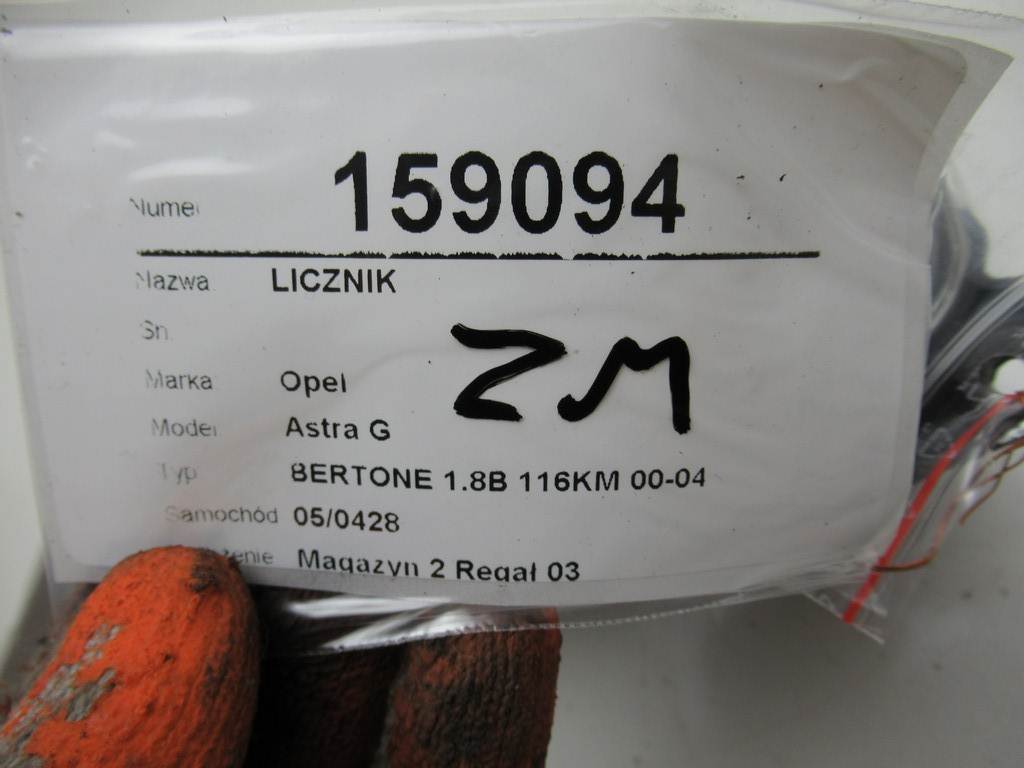 Numer 159094
Nazwa LICZNIK
Sn
ZM
Marka Opel
Model Astra G
Typ BERTONE 1.8B 116KM 00-04
Samochód 05/0428
żenie Magazyn 2 Regał 03